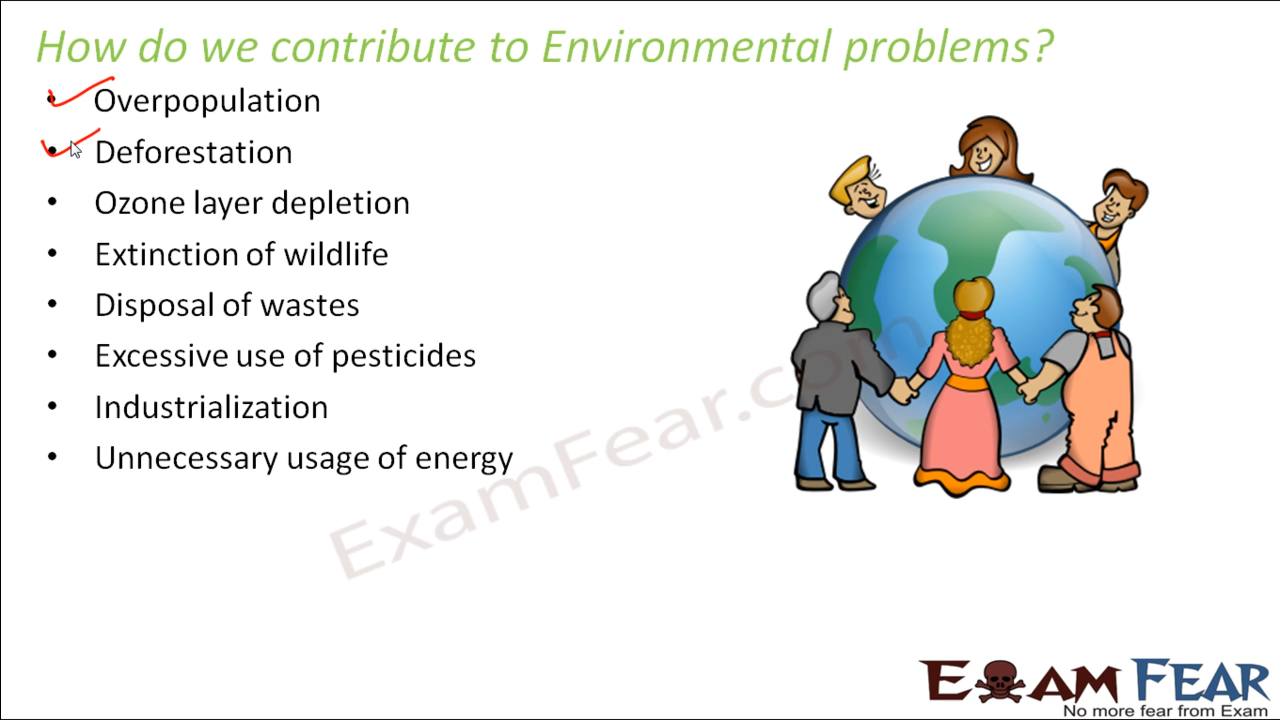 How do we contribute to Environmental problems?
• Overpopulation
• Deforestation
• Ozone layer depletion
• Extinction of wildlife
• Disposal of wastes
• Excessive use of pesticides
• Industrialization
• Unnecessary usage of energy
ExamFear.com
EXAM FEAR
No more fear from Exam